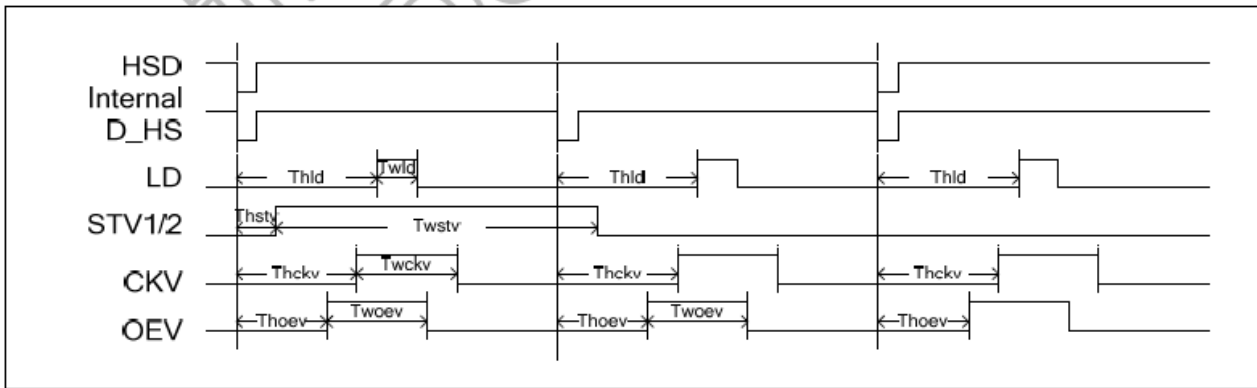 HSD
Internal
D_HS
LD Thld Twld Thld Thld
STV1/2 Thstv Twstv
CKV Thckv Twckv Thckv Thckv
OEV Thoev Twoev Thoev Twoev Thoev